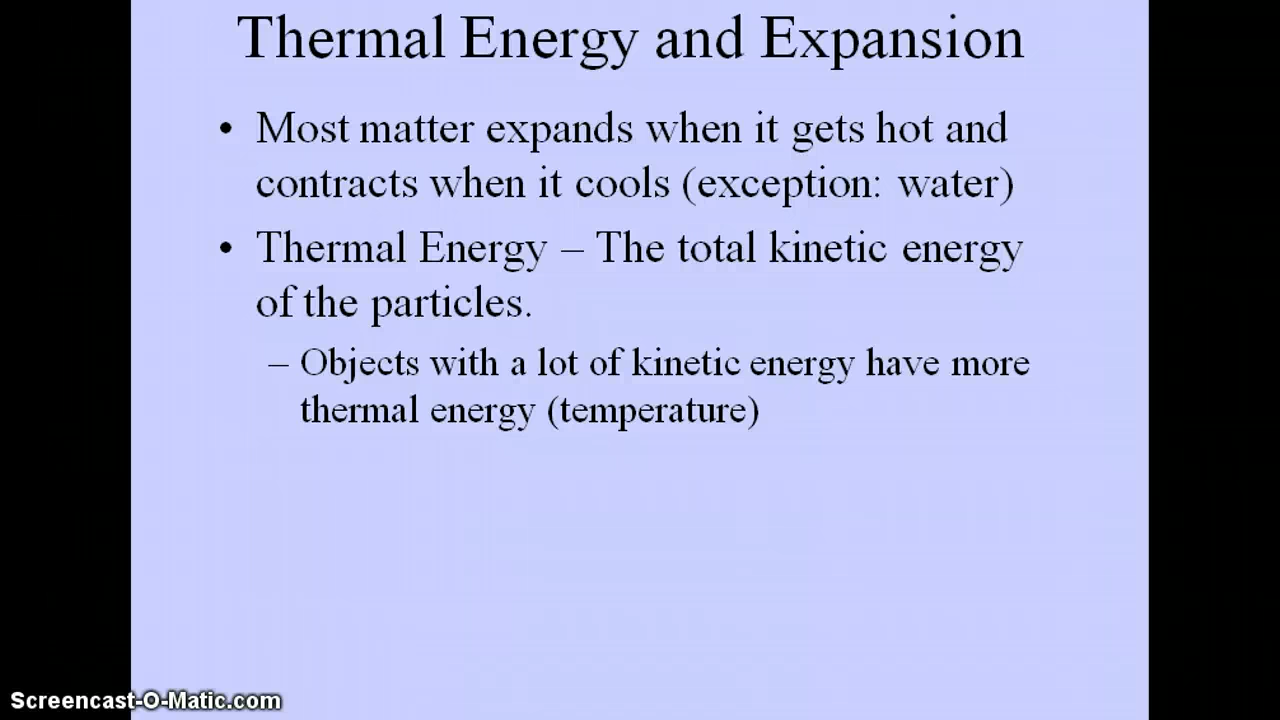 Thermal Energy and Expansion
• Most matter expands when it gets hot and
contracts when it cools (exception: water)
• Thermal Energy – The total kinetic energy
of the particles.
– Objects with a lot of kinetic energy have more
thermal energy (temperature)
Screencast-O-Matic.com